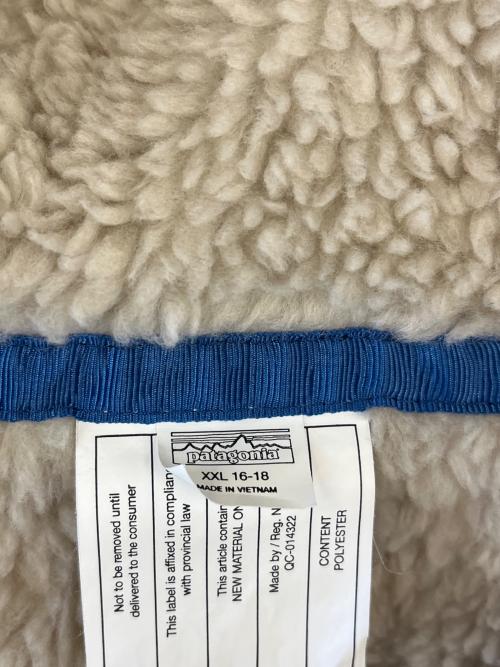 patagonia
XXL 16-18
MADE IN VIETNAM
Not to be removed until
delivered to the consumer
This label is affixed in complian
with provincial law
This article contain
NEW MATERIAL ON
Made by / Reg. N
QC-014322
CONTENT
POLYESTER